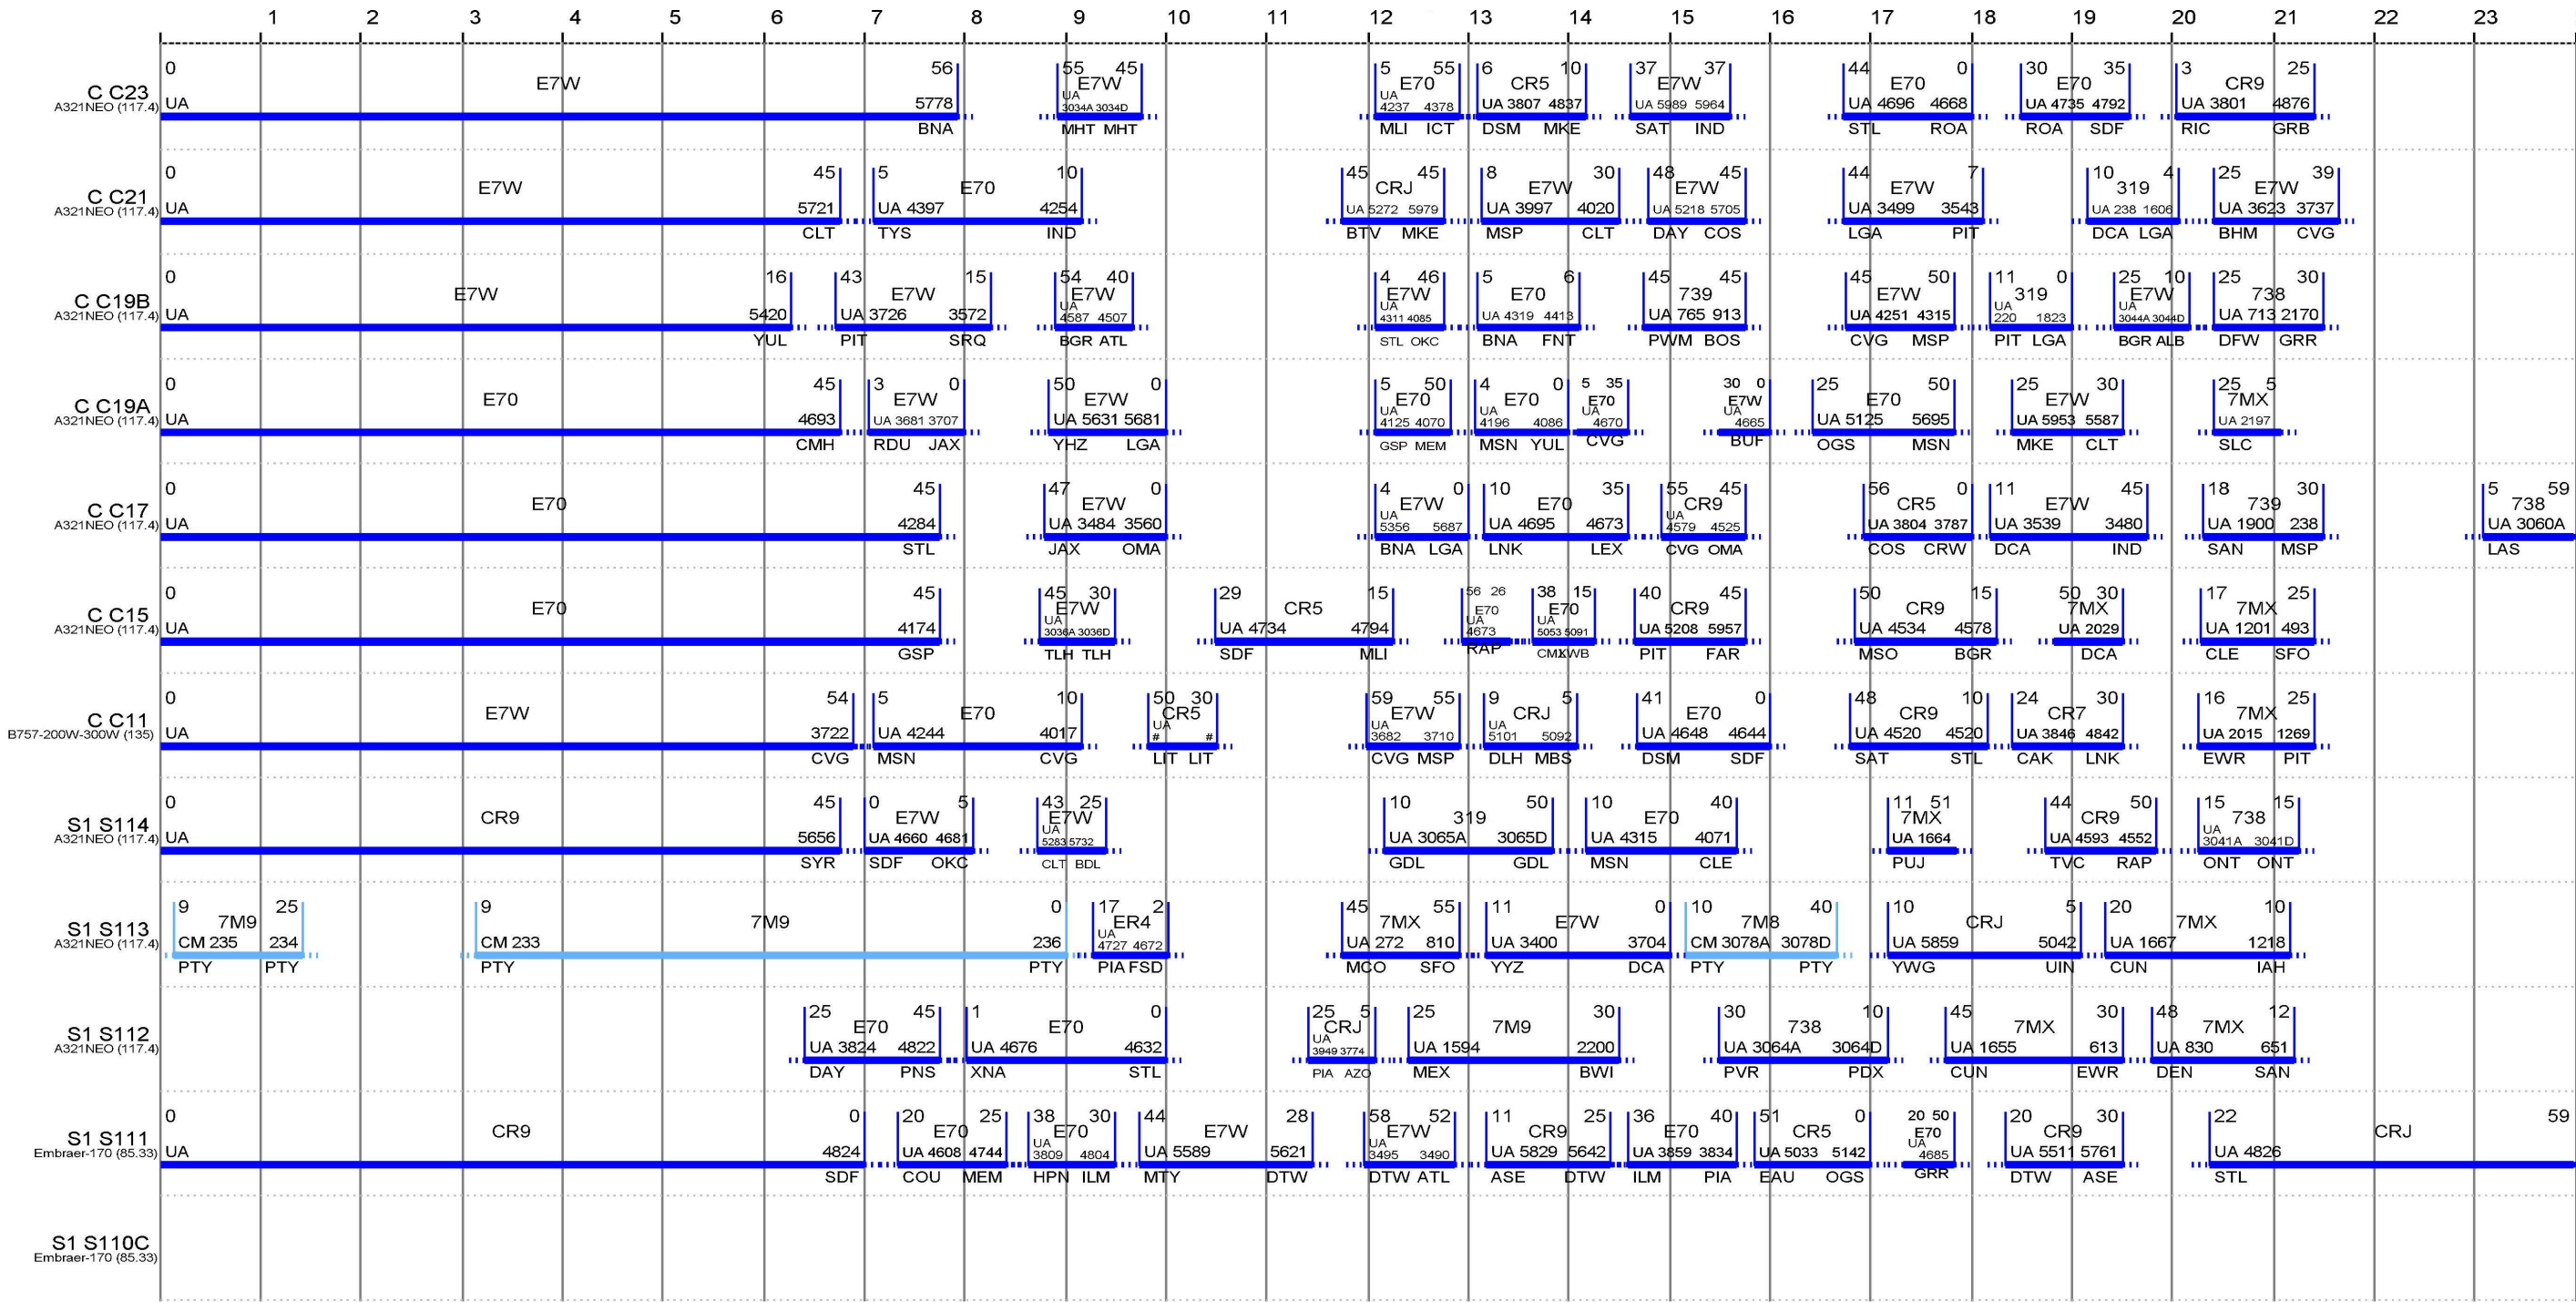 1 2 3 4 5 6 7 8 9 10 11 12 13 14 15 16 17 18 19 20 21 22 23
0 56 55 45 5 55 6 10 37 37 44 0 30 35 3 25
E7W E7W E70 CR5 E7W E70 E70 CR9
C C23
A321NEO (117.4)
UA 5778 UA 3034A 3034D UA 4237 4378 UA 3807 4837 UA 5989 5964 UA 4696 4668 UA 4735 4792 UA 3801 4876
BNA MHT MHT MLI ICT DSM MKE SAT IND STL ROA ROA SDF RIC GRB
0 45 5 10 45 45 8 30 48 45 44 7 10 4 25 39
E7W E70 CRJ E7W E7W E7W 319 E7W
C C21
A321NEO (117.4)
UA 5721 UA 4397 4254 UA 5272 5979 UA 3997 4020 UA 5218 5705 UA 3499 3543 UA 238 1606 UA 3623 3737
CLT TYS IND BTV MKE MSP CLT DAY COS LGA PIT DCA LGA BHM CVG
0 16 43 15 54 40 4 46 5 6 45 45 45 50 11 0 25 10 25 30
E7W E7W E7W E7W E70 739 E7W 319 E7W 738
C C19B
A321NEO (117.4)
UA 5420 UA 3726 3572 UA 4587 4507 UA 4311 4085 UA 4319 4413 UA 765 913 UA 4251 4315 UA 220 1823 UA 3044A 3044D UA 713 2170
YUL PIT SRQ BGR ATL STL OKC BNA FNT PWM BOS CVG MSP PIT LGA BGR ALB DFW GRR
0 45 3 0 50 0 5 50 4 0 5 35 30 0 25 50 25 30 25 5
E70 E7W E7W E70 E70 E70 E7W E70 E7W 7MX
C C19A
A321NEO (117.4)
UA 4693 UA 3681 3707 UA 5631 5681 UA 4125 4070 UA 4196 4086 UA 4670 UA 4665 UA 5125 5695 UA 5953 5587 UA 2197
CMH RDU JAX YHZ LGA GSP MEM MSN YUL CVG BUF OGS MSN MKE CLT SLC
0 45 47 0 4 0 10 35 55 45 56 0 11 45 18 30 5 59
E70 E7W E7W E70 CR9 CR5 E7W 739 738
C C17
A321NEO (117.4)
UA 4284 UA 3484 3560 UA 5356 5687 UA 4695 4673 UA 4579 4525 UA 3804 3787 UA 3539 3480 UA 1900 238 UA 3060A
STL JAX OMA BNA LGA LNK LEX CVG OMA COS CRW DCA IND SAN MSP LAS
0 45 45 30 29 15 56 26 38 15 40 45 50 15 50 30 17 25
E70 E7W CR5 E70 E70 CR9 CR9 7MX 7MX
C C15
A321NEO (117.4)
UA 4174 UA 3036A 3036D UA 4734 4794 UA 4673 UA 5053 5091 UA 5208 5957 UA 4534 4578 UA 2029 UA 1201 493
GSP TLH TLH SDF MLI RAP CMX XWB PIT FAR MSO BGR DCA CLE SFO
0 54 5 10 50 30 59 55 9 5 41 0 48 10 24 30 16 25
E7W E70 CR5 E7W CRJ E70 CR9 CR7 7MX
C C11
B757-200W-300W (135)
UA 3722 UA 4244 4017 UA # # UA 3682 3710 UA 5101 5092 UA 4648 4644 UA 4520 4520 UA 3846 4842 UA 2015 1269
CVG MSN CVG LIT LIT CVG MSP DLH MBS DSM SDF SAT STL CAK LNK EWR PIT
0 45 0 5 43 25 10 50 10 40 11 51 44 50 15 15
CR9 E7W E7W 319 E70 7MX CR9 738
S1 S114
A321NEO (117.4)
UA 5656 UA 4660 4681 UA 5283 5732 UA 3065A 3065D UA 4315 4071 UA 1664 UA 4593 4552 UA 3041A 3041D
SYR SDF OKC CLT BDL GDL GDL MSN CLE PUJ TVC RAP ONT ONT
9 25 9 0 17 2 45 55 11 0 10 40 10 5 20 10
7M9 7M9 ER4 7MX E7W 7M8 CRJ 7MX
S1 S113
A321NEO (117.4)
CM 235 234 CM 233 236 UA 4727 4672 UA 272 810 UA 3400 3704 CM 3078A 3078D UA 5859 5042 UA 1667 1218
PTY PTY PTY PTY PIA FSD MCO SFO YYZ DCA PTY PTY YWG UIN CUN IAH
25 45 1 0 25 5 25 30 30 10 45 30 48 12
E70 E70 CRJ 7M9 738 7MX 7MX
S1 S112
A321NEO (117.4)
UA 3824 4822 UA 4676 4632 UA 3949 3774 UA 1594 2200 UA 3064A 3064D UA 1655 613 UA 830 651
DAY PNS XNA STL PIA AZO MEX BWI PVR PDX CUN EWR DEN SAN
0 0 20 25 38 30 44 28 58 52 11 25 36 40 51 0 20 50 20 30 22 59
CR9 E70 E70 E7W E7W CR9 E70 CR5 E70 CR9 CRJ
S1 S111
Embraer-170 (85.33)
UA 4824 UA 4608 4744 UA 3809 4804 UA 5589 5621 UA 3495 3490 UA 5829 5642 UA 3859 3834 UA 5033 5142 UA 4685 UA 5511 5761 UA 4826
SDF COU MEM HPN ILM MTY DTW DTW ATL ASE DTW ILM PIA EAU OGS GRR DTW ASE STL
S1 S110C
Embraer-170 (85.33)